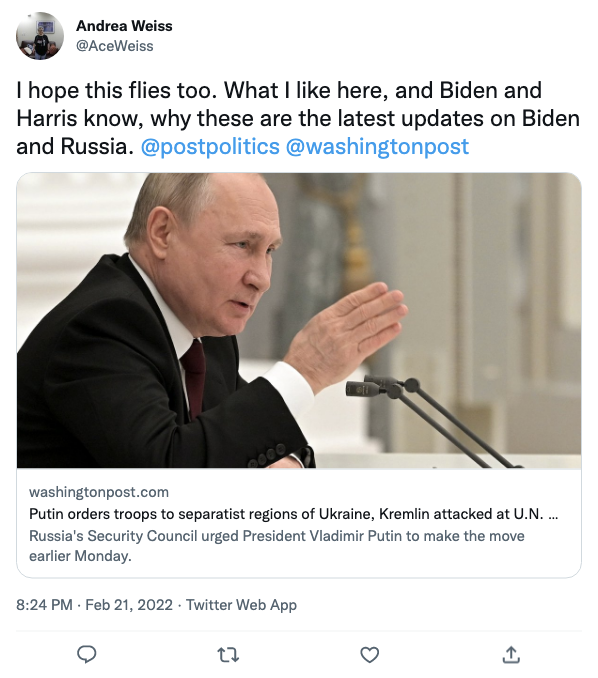 Andrea Weiss
@AceWeiss
I hope this flies too. What I like here, and Biden and
Harris know, why these are the latest updates on Biden
and Russia. @postpolitics @washingtonpost
washingtonpost.com
Putin orders troops to separatist regions of Ukraine, Kremlin attacked at U.N. ...
Russia's Security Council urged President Vladimir Putin to make the move
earlier Monday.
8:24 PM · Feb 21, 2022 · Twitter Web App